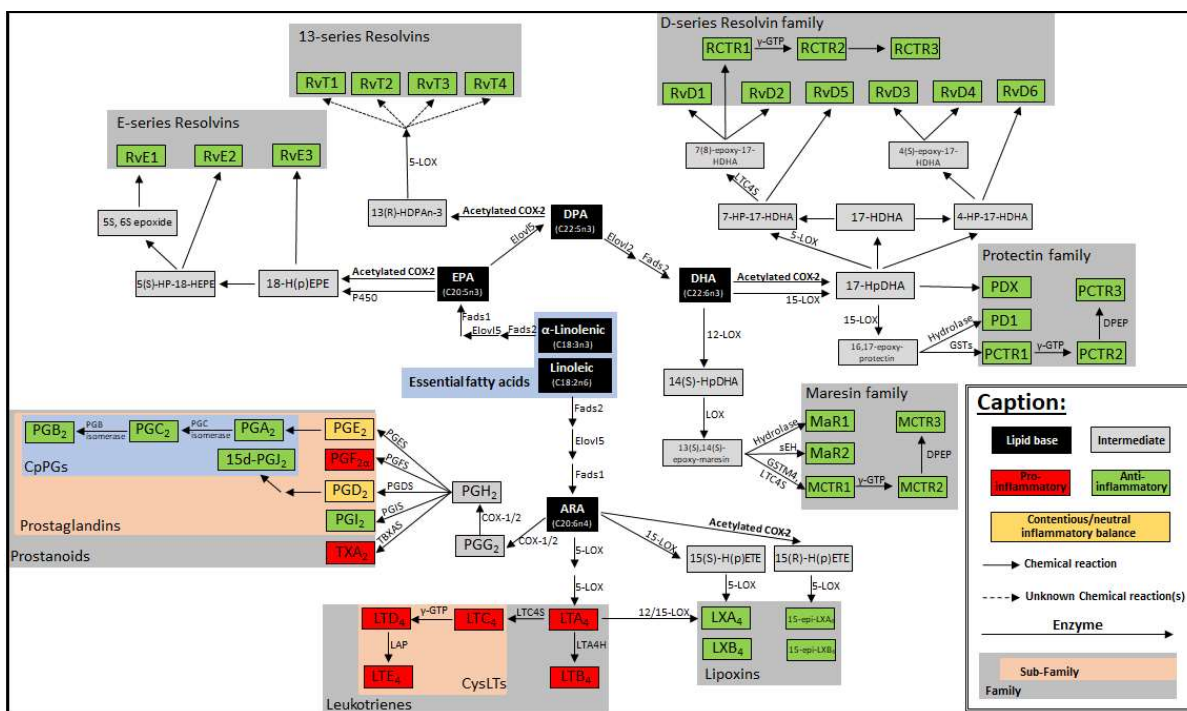 D-series Resolvin family
RCTR1
γ-GTP
RCTR2
RCTR3
RvD1
RvD2
RvD5
RvD3
RvD4
RvD6
7(8)-epoxy-17-
HDHA
4(S)-epoxy-17-
HDHA
LTC4S
7-HP-17-HDHA
17-HDHA
4-HP-17-HDHA
5-LOX
13-series Resolvins
RvT1
RvT2
RvT3
RvT4
5-LOX
13(R)-HDPAn-3
Acetylated COX-2
DPA
(C22:5n3)
E-series Resolvins
RvE1
RvE2
RvE3
5S, 6S epoxide
5(S)-HP-18-HEPE
18-H(p)EPE
Acetylated COX-2
P450
EPA
(C20:5n3)
Elovl5
Elovl2
Fads2
DHA
(C22:6n3)
Acetylated COX-2
15-LOX
17-HpDHA
Protectin family
PDX
PCTR3
PD1
DPEP
PCTR1
γ-GTP
PCTR2
15-LOX
Hydrolase
GSTs
16,17-epoxy-
protectin
Fads1
Elovl5
Fads2
α-Linolenic
(C18:3n3)
Linoleic
(C18:2n6)
Essential fatty acids
12-LOX
14(S)-HpDHA
LOX
13(S),14(S)-
epoxy-maresin
Maresin family
Hydrolase
MaR1
MCTR3
sEH
MaR2
DPEP
GSTM4,
LTC4S
MCTR1
γ-GTP
MCTR2
Fads2
Elovl5
Fads1
ARA
(C20:6n4)
PGB₂
PGB
isomerase
PGC₂
PGC
isomerase
PGA₂
PGE₂
CpPGs
15d-PGJ₂
PGF₂α
PGD₂
PGI₂
Prostaglandins
Prostanoids
TXA₂
PGES
PGFS
PGDS
PGIS
TBXAS
PGH₂
COX-1/2
PGG₂
COX-1/2
5-LOX
5-LOX
15-LOX
Acetylated COX-2
15(S)-H(p)ETE
15(R)-H(p)ETE
5-LOX
5-LOX
LTD₄
γ-GTP
LTC₄
LTC4S
LTA₄
12/15-LOX
LXA₄
15-epi-LXA₄
LAP
LTA4H
LXB₄
15-epi-LXB₄
LTE₄
CysLTs
LTB₄
Lipoxins
Leukotrienes
Caption:
Lipid base
Intermediate
Pro-
inflammatory
Anti-
inflammatory
Contentious/neutral
inflammatory balance
Chemical reaction
Unknown Chemical reaction(s)
Enzyme
Sub-Family
Family